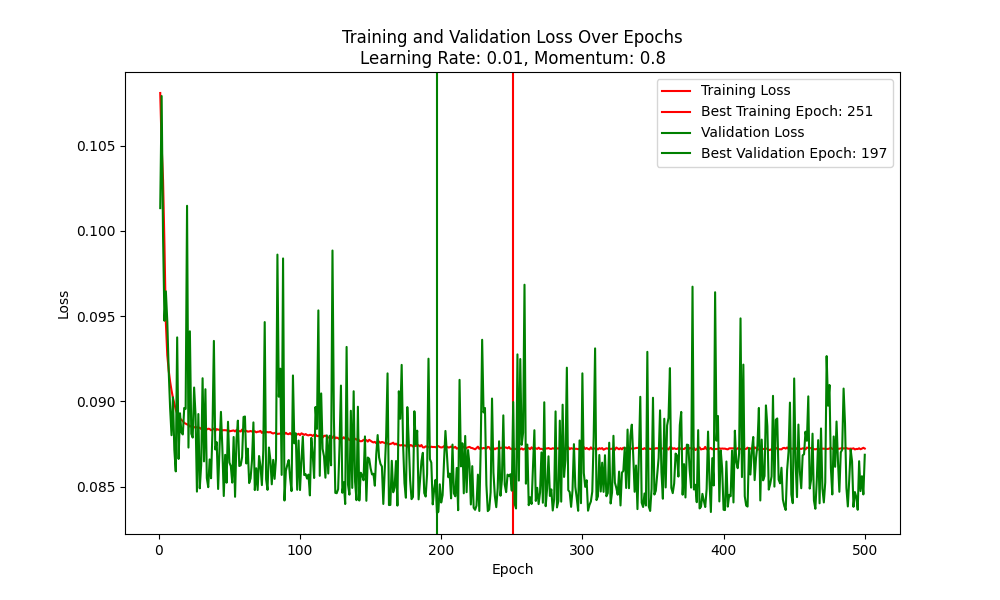 Training and Validation Loss Over Epochs
Learning Rate: 0.01, Momentum: 0.8
Training Loss
Best Training Epoch: 251
Validation Loss
Best Validation Epoch: 197
0.105
0.100
0.095
0.090
0.085
Loss
0
100
200
300
400
500
Epoch